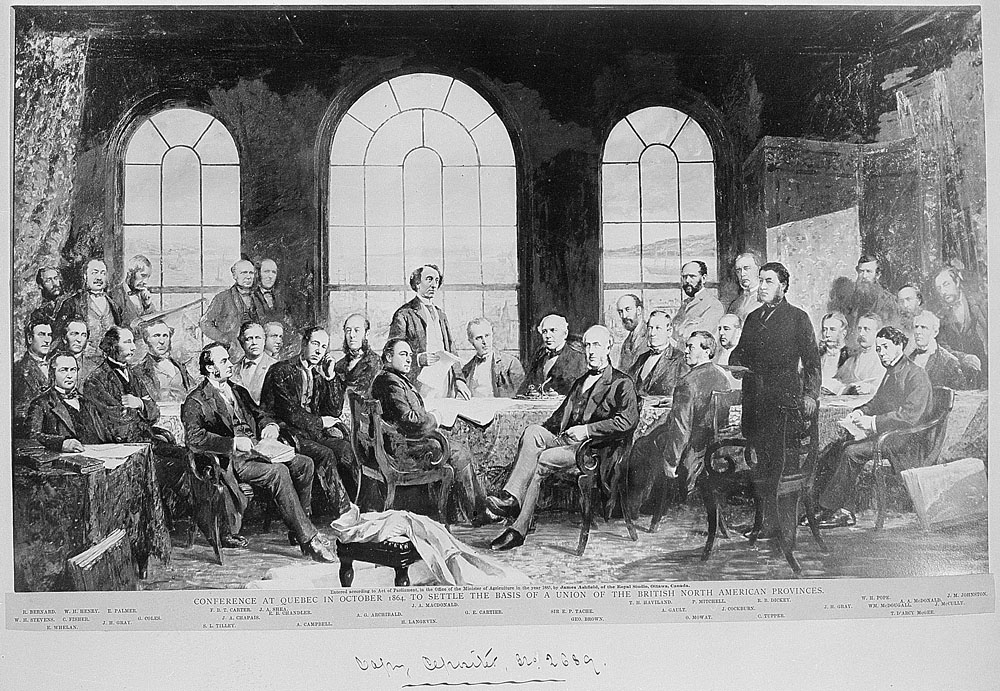 Entered according to Act of Parliament, in the Office of the Minister of Agriculture in the year by James Ashfield, of the Royal Studio, Ottawa, Canada.
CONFERENCE AT QUEBEC IN OCTOBER 1864, TO SETTLE THE BASIS OF A UNION OF THE BRITISH NORTH AMERICAN PROVINCES.
H. BERNARD. W. H. HENRY. E. PALMER. F. B. T. CARTER. J. A. SHEA. J. A. MACDONALD. T. H. HAVILAND. P. MITCHELL. R. B. DICKEY. W. H. POPE. A. A. McDONALD. J. M. JOHNSTON.
W. H. STEVENS. C. FISHER. G. COLES. J. A. CHAPAIS. E. B. CHANDLER. A. G. ARCHIBALD. G. E. CARTIER. SIR E. P. TACHE. A. GAULT. J. COCKBURN. J. H. GRAY. WM. McDOUGALL. J. McCULLY.
E. WHELAN. J. H. GRAY. S. L. TILLEY. A. CAMPBELL. H. LANGEVIN. GEO. BROWN. O. MOWAT. C. TUPPER. T. D'ARCY McGEE.